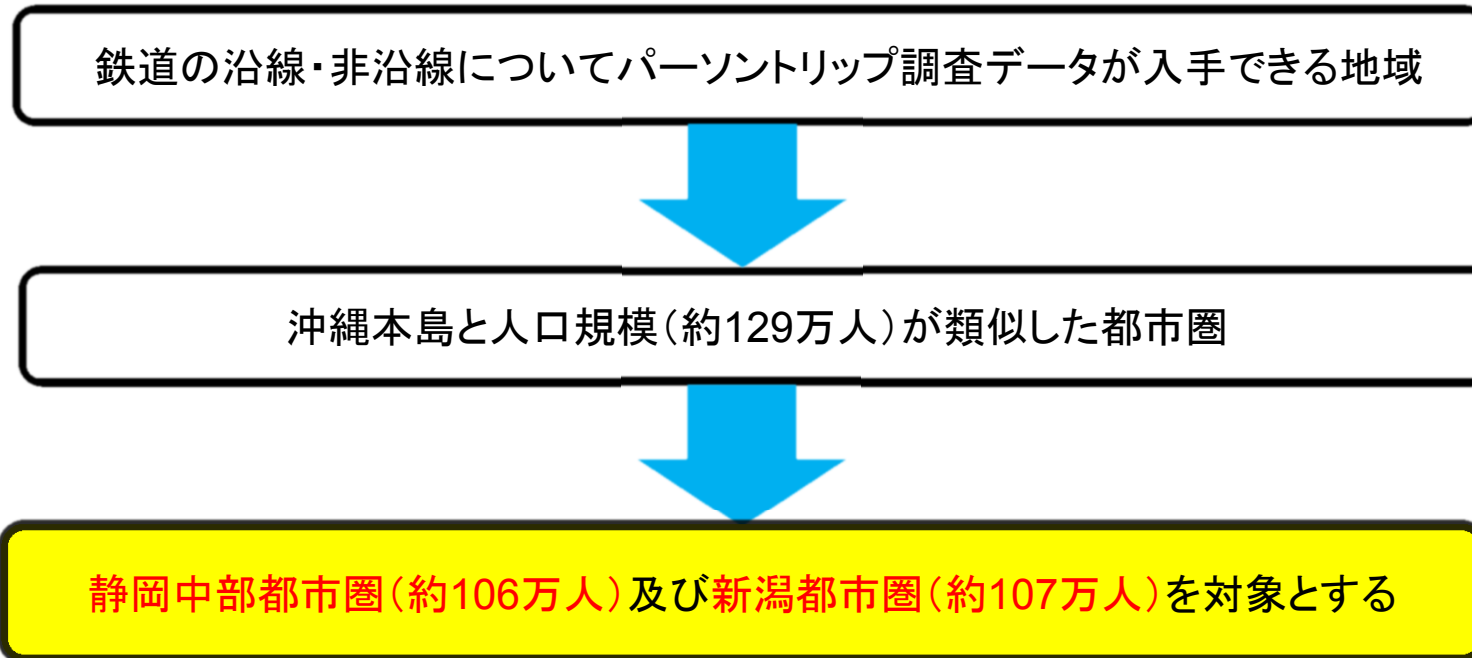 鉄道の沿線・非沿線についてパーソントリップ調査データが入手できる地域
沖縄本島と人口規模（約129万人）が類似した都市圏
静岡中部都市圏（約106万人）及び新潟都市圏（約107万人）を対象とする